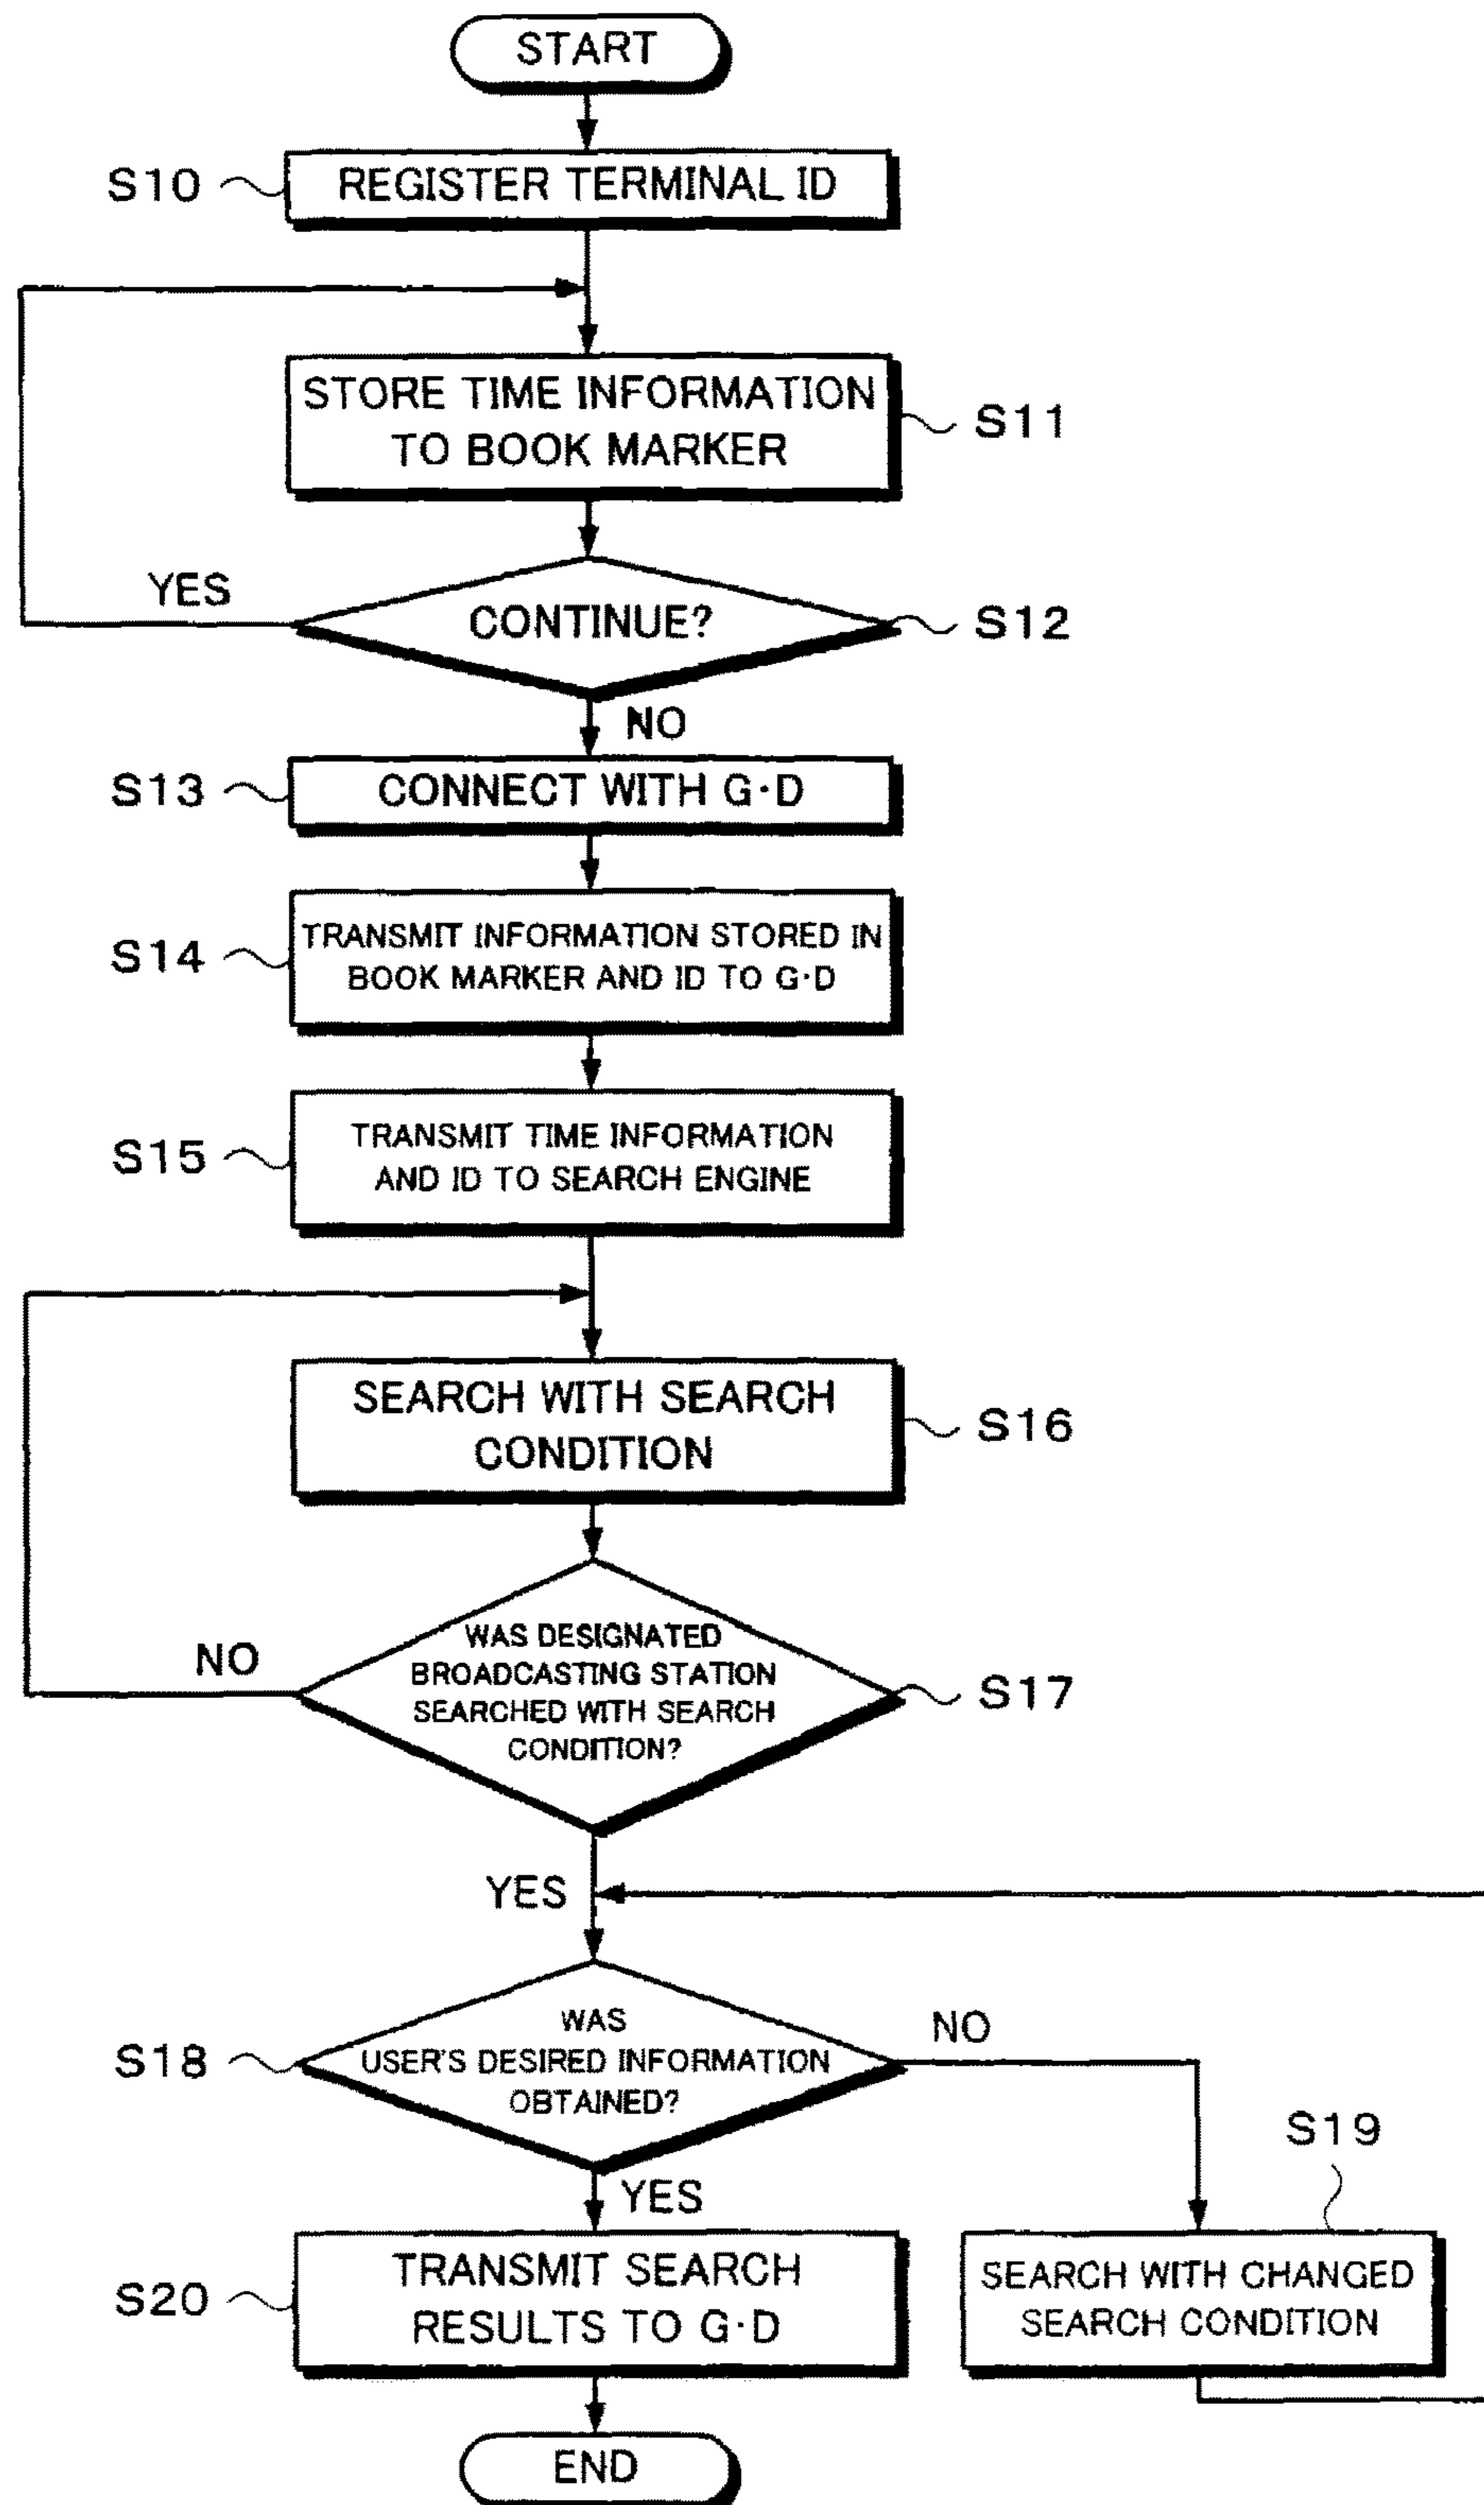 START
S10
REGISTER TERMINAL ID
STORE TIME INFORMATION
TO BOOK MARKER
S11
YES
CONTINUE?
S12
NO
S13
CONNECT WITH G·D
S14
TRANSMIT INFORMATION STORED IN
BOOK MARKER AND ID TO G·D
S15
TRANSMIT TIME INFORMATION
AND ID TO SEARCH ENGINE
SEARCH WITH SEARCH
CONDITION
S16
NO
WAS DESIGNATED
BROADCASTING STATION
SEARCHED WITH SEARCH
CONDITION?
S17
YES
S18
WAS
USER'S DESIRED INFORMATION
OBTAINED?
NO
S19
YES
S20
TRANSMIT SEARCH
RESULTS TO G·D
SEARCH WITH CHANGED
SEARCH CONDITION
END